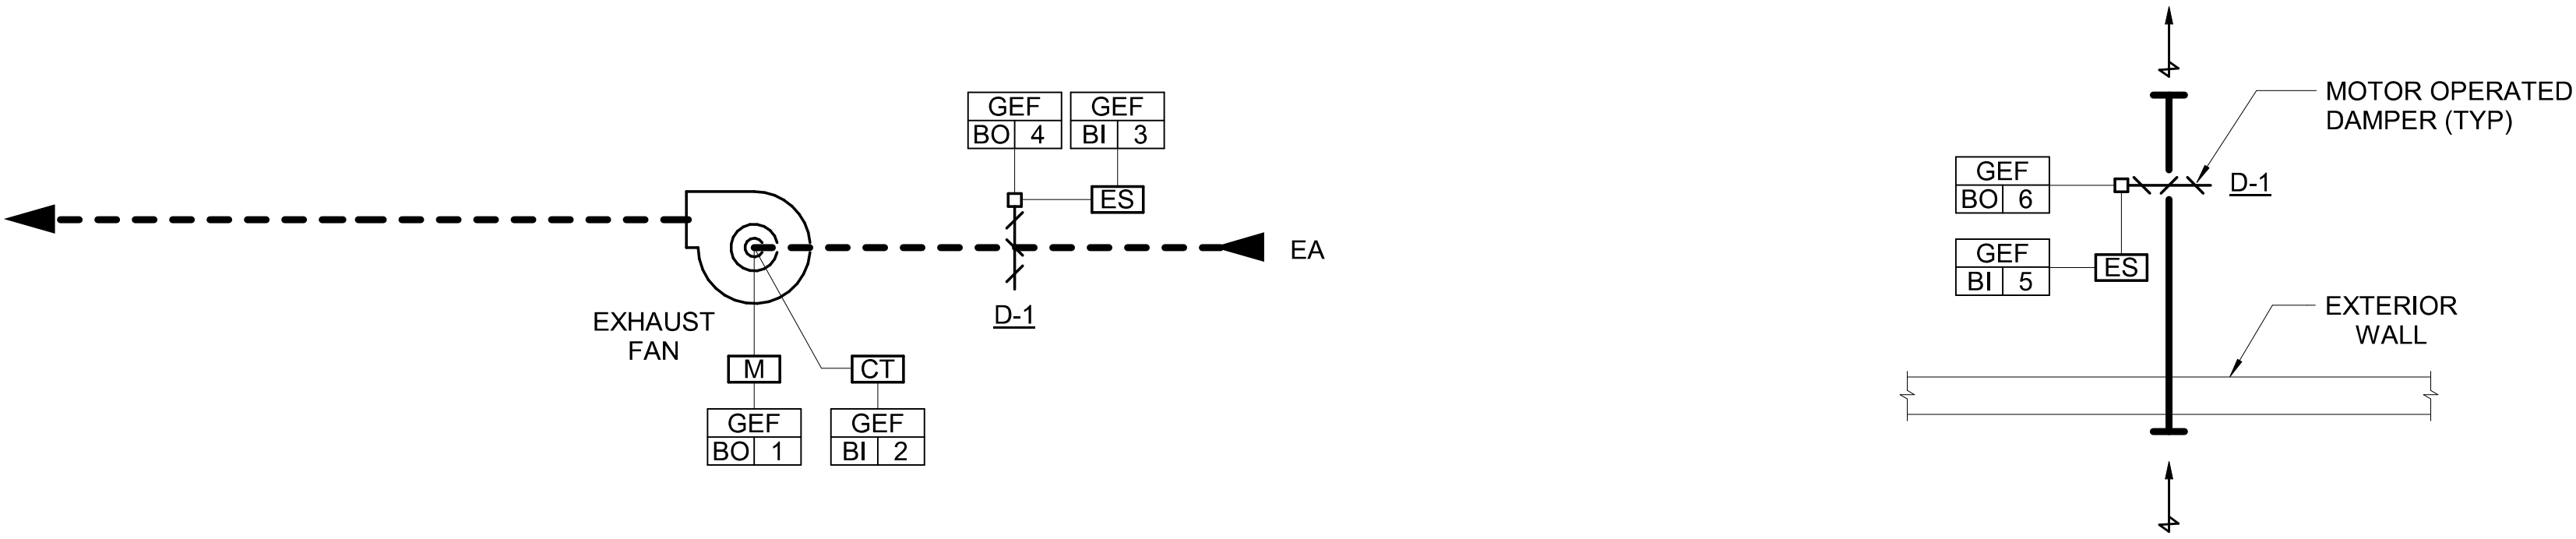 GEF
BO 4
GEF
BI 3
ES
D-1
EA
EXHAUST
FAN
M
CT
GEF
BO 1
GEF
BI 2
MOTOR OPERATED
DAMPER (TYP)
GEF
BO 6
D-1
GEF
BI 5
ES
EXTERIOR
WALL